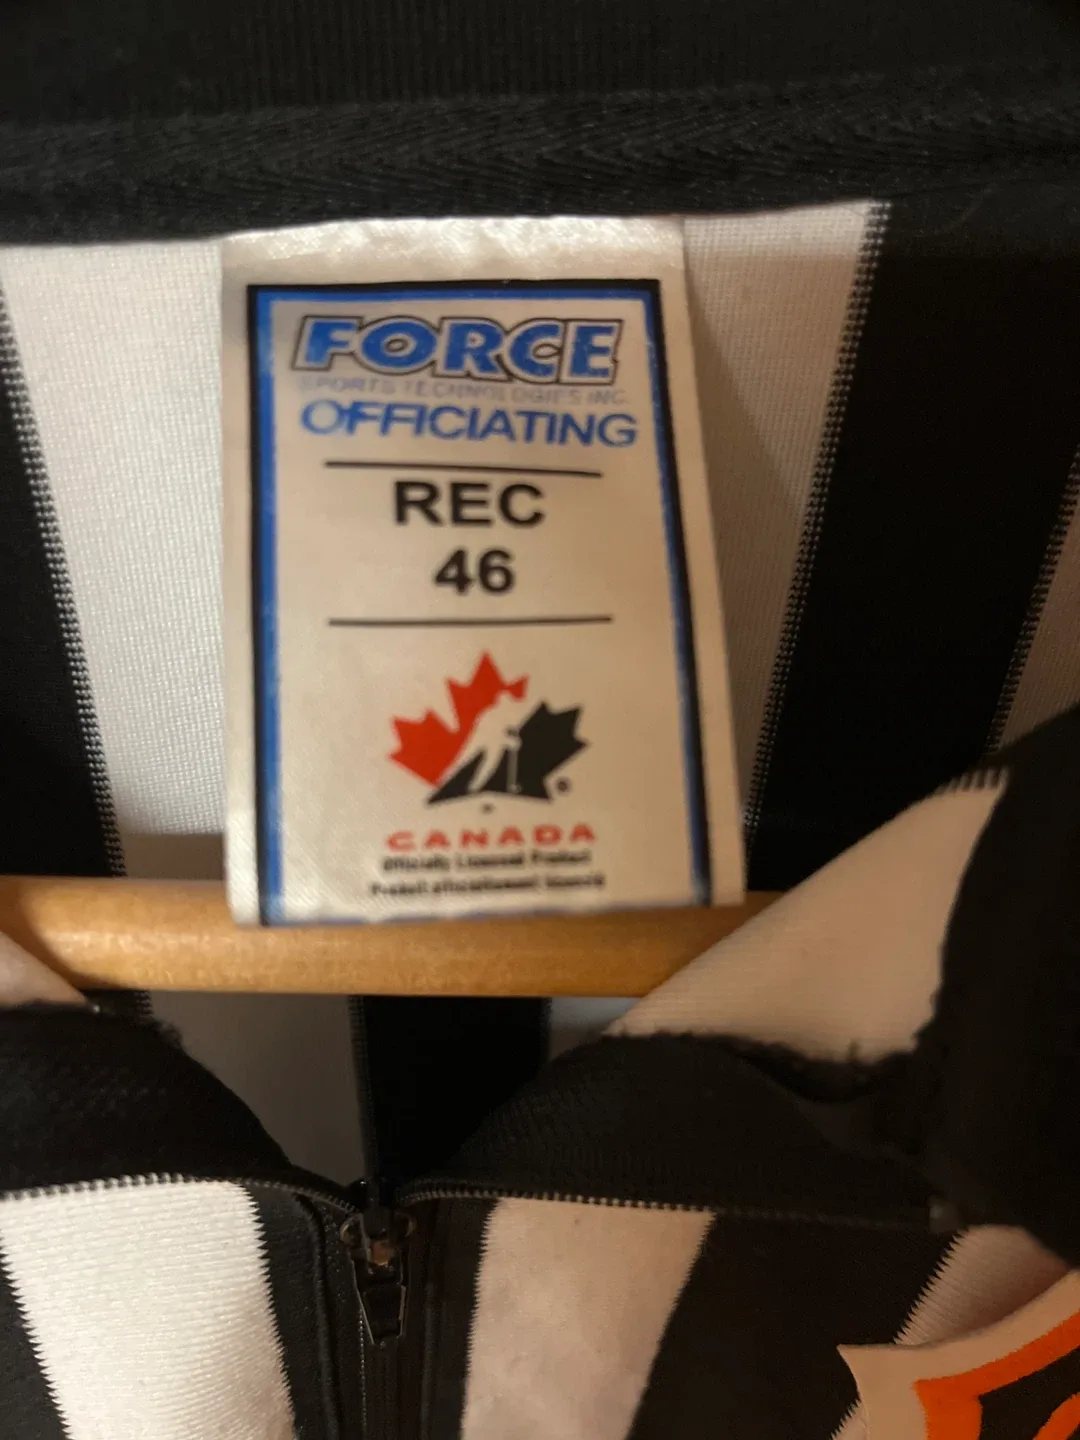 FORCE
SPORTS TECHNOLOGIES INC.
OFFICIATING
REC
46
CANADA
Officially Licensed Product
Produit officiellement licencié